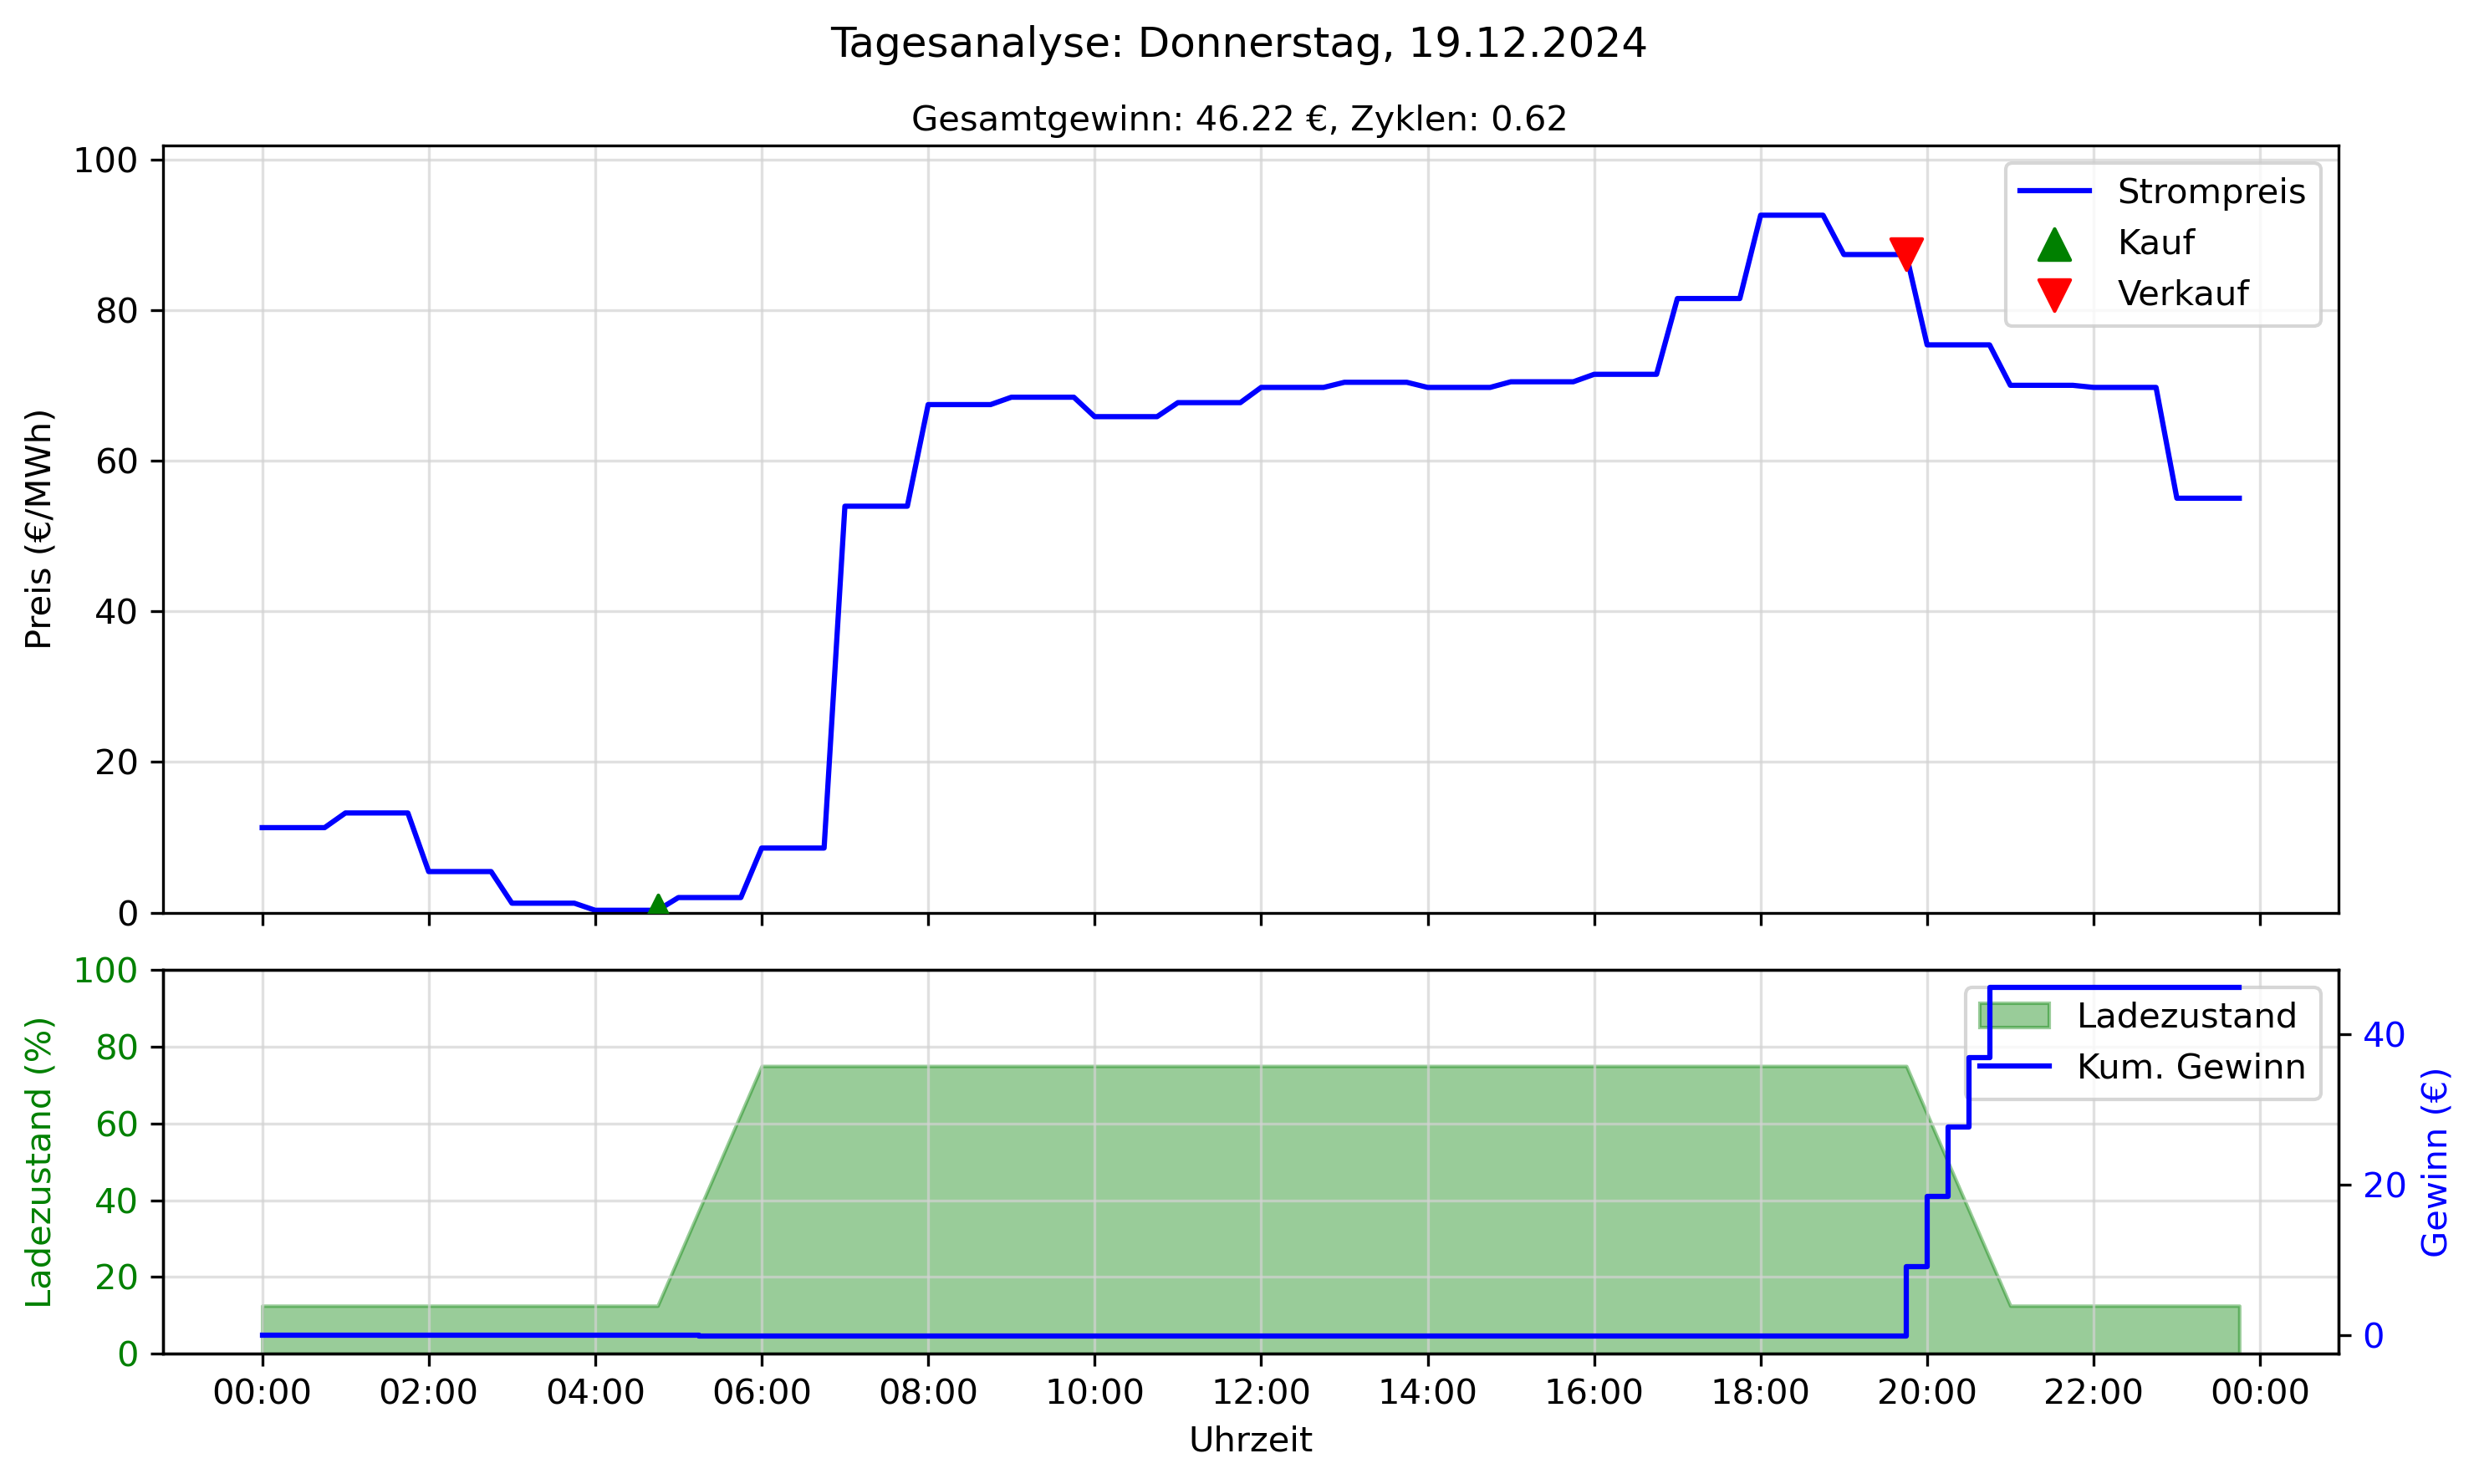 Tagesanalyse: Donnerstag, 19.12.2024
Gesamtgewinn: 46.22 €, Zyklen: 0.62
100
80
60
40
20
0
Preis (€/MWh)
Strompreis
Kauf
Verkauf
100
80
60
40
20
0
Ladezustand (%)
Ladezustand
Kum. Gewinn
40
20
0
Gewinn (€)
00:00 02:00 04:00 06:00 08:00 10:00 12:00 14:00 16:00 18:00 20:00 22:00 00:00
Uhrzeit